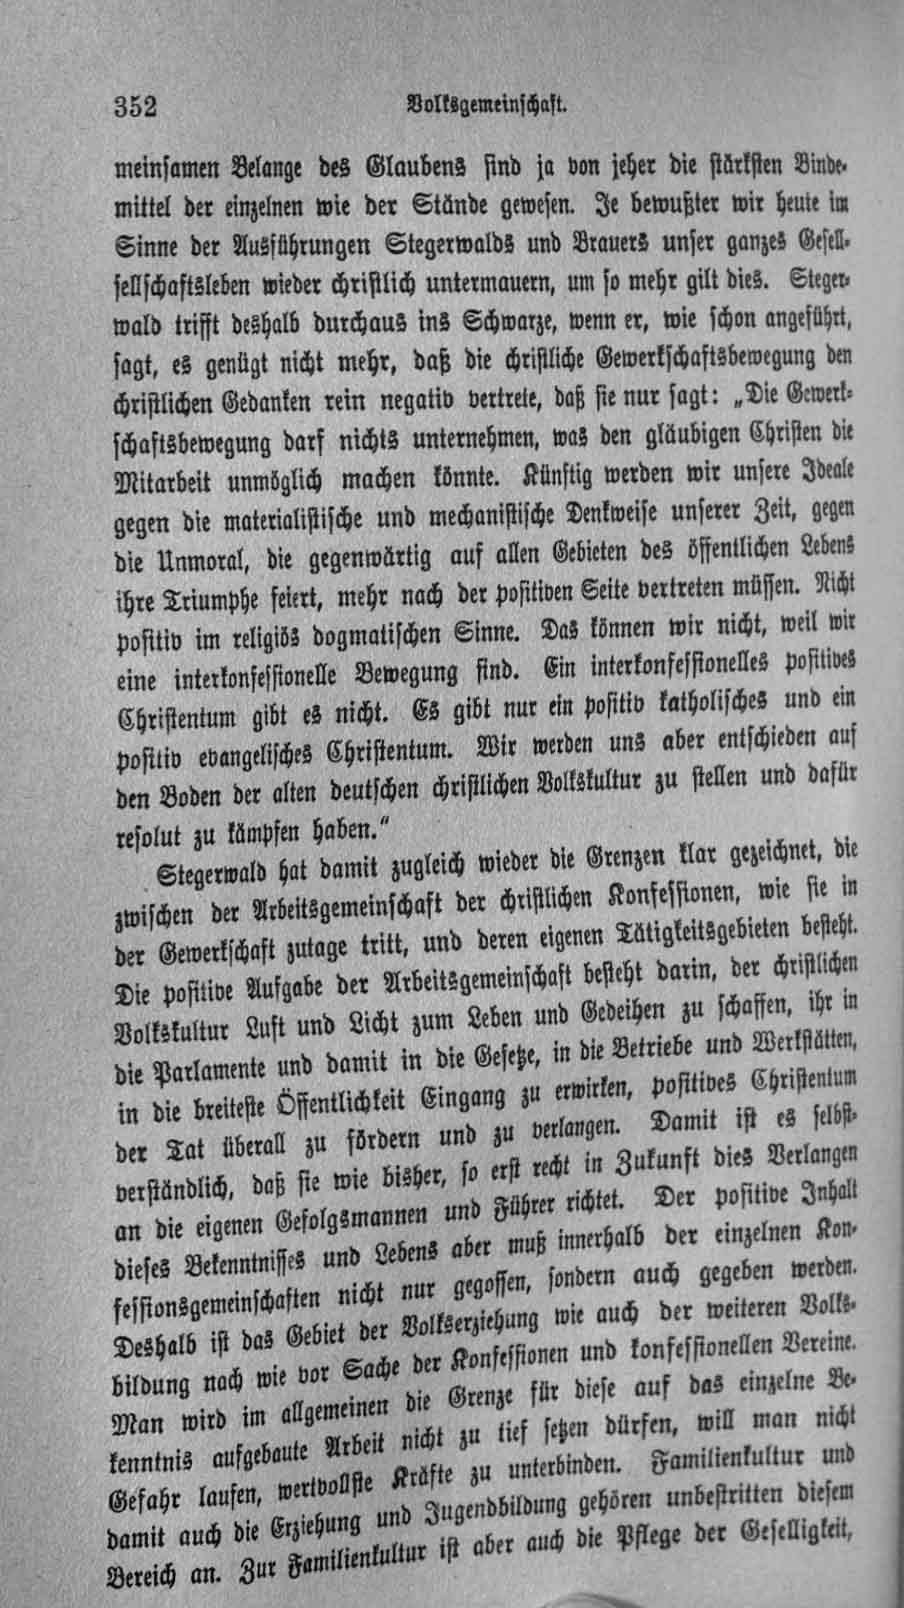 352
Volksgemeinschaft.
meinsamen Belange des Glaubens sind ja von jeher die stärksten Binde-
mittel der einzelnen wie der Stände gewesen. Je bewußter wir heute im
Sinne der Ausführungen Stegerwalds und Brauers unser ganzes Gesell-
sellschaftsleben wieder christlich untermauern, um so mehr gilt dies. Steger-
wald trifft deshalb durchaus ins Schwarze, wenn er, wie schon angeführt,
sagt, es genügt nicht mehr, daß die christliche Gewerkschaftsbewegung den
christlichen Gedanken rein negativ vertrete, daß sie nur sagt: „Die Gewerk-
schaftsbewegung darf nichts unternehmen, was den gläubigen Christen die
Mitarbeit unmöglich machen könnte. Künftig werden wir unsere Ideale
gegen die materialistische und mechanistische Denkweise unserer Zeit, gegen
die Unmoral, die gegenwärtig auf allen Gebieten des öffentlichen Lebens
ihre Triumphe feiert, mehr nach der positiven Seite vertreten müssen. Nicht
positiv im religiös dogmatischen Sinne. Das können wir nicht, weil wir
eine interkonfessionelle Bewegung sind. Ein interkonfessionelles positives
Christentum gibt es nicht. Es gibt nur ein positiv katholisches und ein
positiv evangelisches Christentum. Wir werden uns aber entschieden auf
den Boden der alten deutschen christlichen Volkskultur zu stellen und dafür
resolut zu kämpfen haben.“
Stegerwald hat damit zugleich wieder die Grenzen klar gezeichnet, die
zwischen der Arbeitsgemeinschaft der christlichen Konfessionen, wie sie in
der Gewerkschaft zutage tritt, und deren eigenen Tätigkeitsgebieten besteht.
Die positive Aufgabe der Arbeitsgemeinschaft besteht darin, der christlichen
Volkskultur Luft und Licht zum Leben und Gedeihen zu schaffen, ihr in
die Parlamente und damit in die Gesetze, in die Betriebe und Werkstätten,
in die breiteste Öffentlichkeit Eingang zu erwirken, positives Christentum
der Tat überall zu fördern und zu verlangen. Damit ist es selbst-
verständlich, daß sie wie bisher, so erst recht in Zukunft dies Verlangen
an die eigenen Gefolgsmannen und Führer richtet. Der positive Inhalt
dieses Bekenntnisses und Lebens aber muß innerhalb der einzelnen Kon-
fessionsgemeinschaften nicht nur gegossen, sondern auch gegeben werden.
Deshalb ist das Gebiet der Volkserziehung wie auch der weiteren Volks-
bildung nach wie vor Sache der Konfessionen und konfessionellen Vereine.
Man wird im allgemeinen die Grenze für diese auf das einzelne Be-
kenntnis aufgebaute Arbeit nicht zu tief setzen dürfen, will man nicht
Gefahr laufen, wertvollste Kräfte zu unterbinden. Familienkultur und
damit auch die Erziehung und Jugendbildung gehören unbestritten diesem
Bereich an. Zur Familienkultur ist aber auch die Pflege der Geselligkeit,